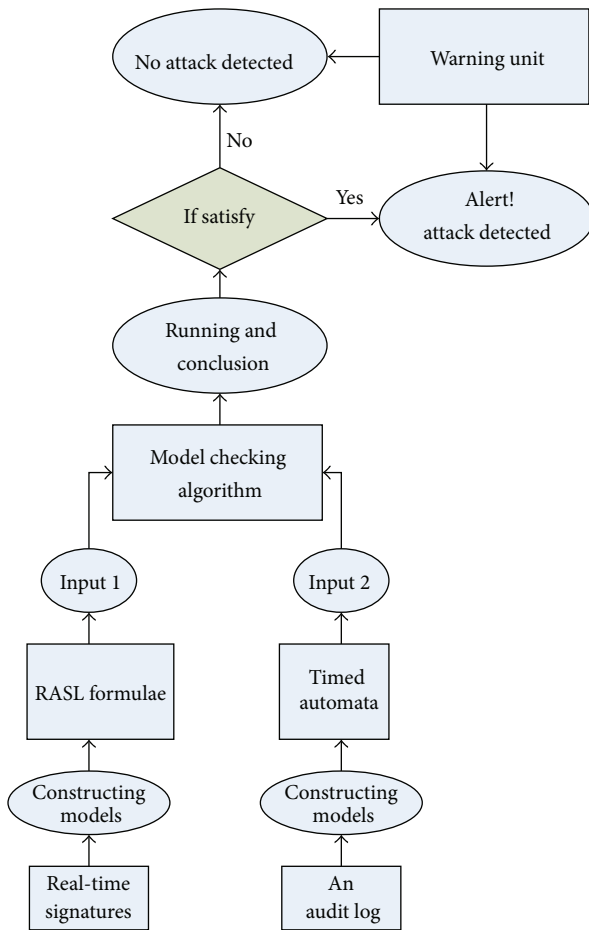 No attack detected
Warning unit
No
If satisfy
Yes
Alert!
attack detected
Running and
conclusion
Model checking
algorithm
Input 1
Input 2
RASL formulae
Timed
automata
Constructing
models
Constructing
models
Real-time
signatures
An
audit log